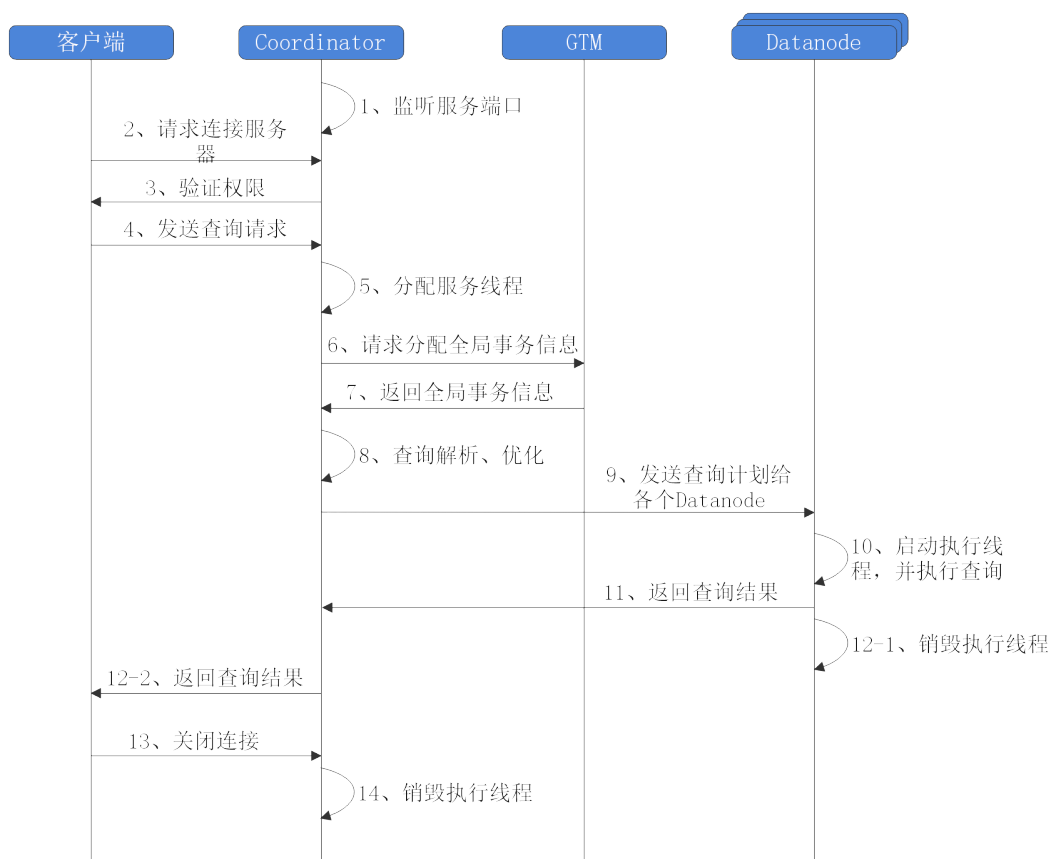 客户端
Coordinator
GTM
Datanode
1、监听服务端口
2、请求连接服务
器
3、验证权限
4、发送查询请求
5、分配服务线程
6、请求分配全局事务信息
7、返回全局事务信息
8、查询解析、优化
9、发送查询计划给
各个Datanode
10、启动执行线
程，并执行查询
11、返回查询结果
12-1、销毁执行线程
12-2、返回查询结果
13、关闭连接
14、销毁执行线程